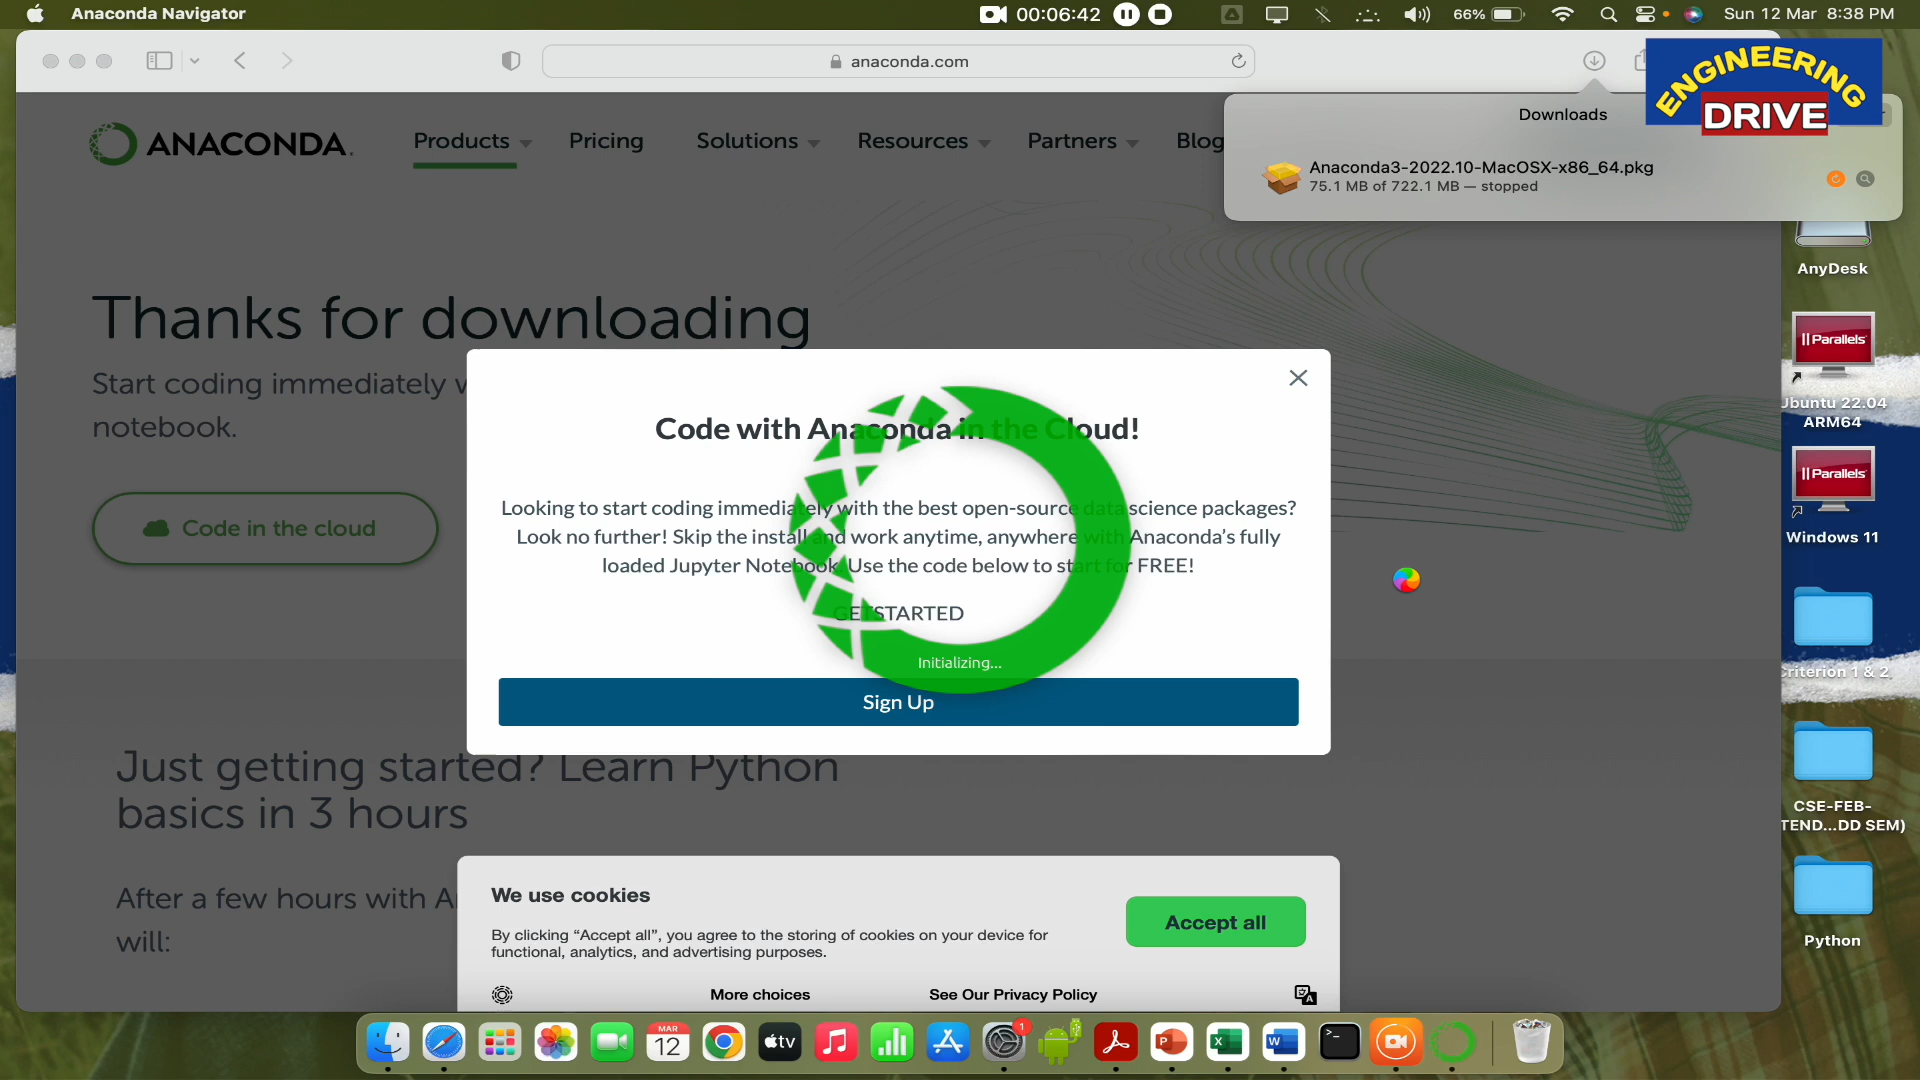 Anaconda Navigator
00:06:42
66%
Sun 12 Mar 8:38 PM
anaconda.com
ENGINEERING
DRIVE
Downloads
Anaconda3-2022.10-MacOSX-x86_64.pkg
75.1 MB of 722.1 MB — stopped
ANACONDA.
Products
Pricing
Solutions
Resources
Partners
Blog
Thanks for downloading
Start coding immediately
notebook.
Code in the cloud
Code with Anaconda in the Cloud!
Looking to start coding immediately with the best open-source data science packages?
Look no further! Skip the install and work anytime, anywhere with Anaconda's fully
loaded Jupyter Notebook. Use the code below to start for FREE!
GETSTARTED
Initializing...
Sign Up
Just getting started? Learn Python
basics in 3 hours
After a few hours with
will:
We use cookies
By clicking “Accept all”, you agree to the storing of cookies on your device for
functional, analytics, and advertising purposes.
Accept all
More choices
See Our Privacy Policy
AnyDesk
Parallels
Ubuntu 22.04
ARM64
Parallels
Windows 11
Criterion 1 & 2
CSE-FEB-
TEND...DD SEM)
Python
MAR
12
tv
1
P
X
W